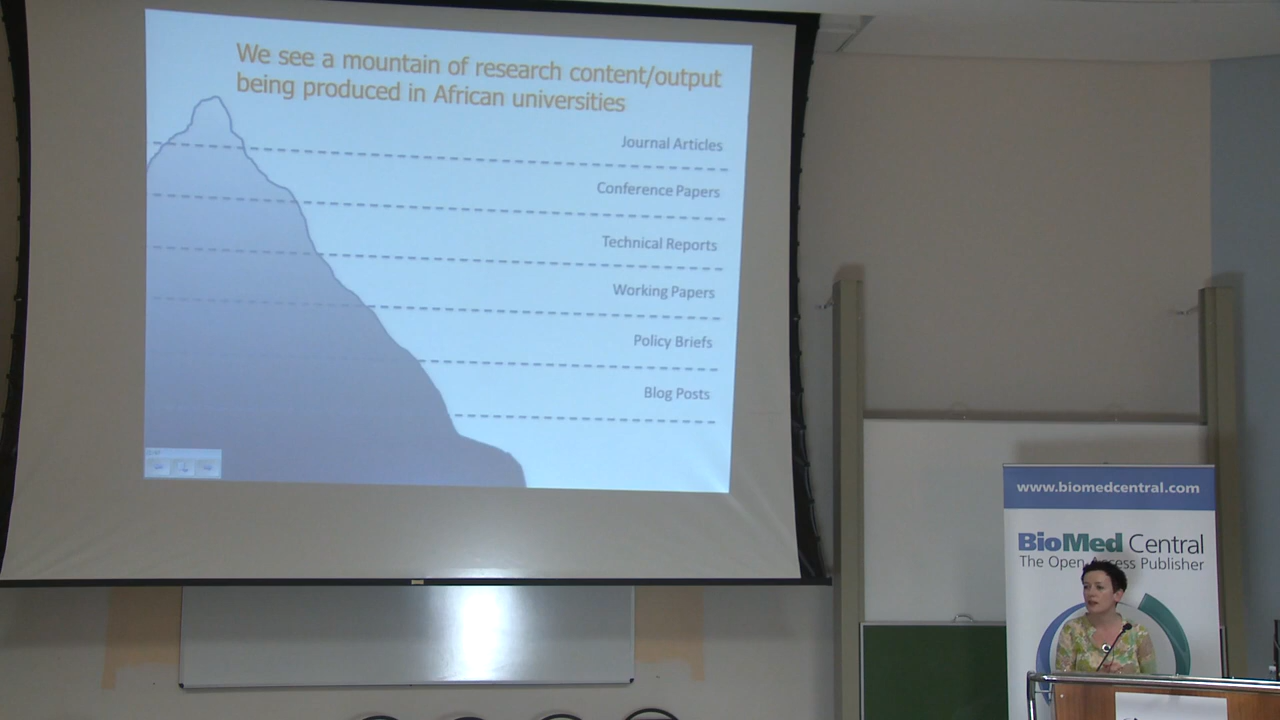 We see a mountain of research content/output
being produced in African universities
Journal Articles
Conference Papers
Technical Reports
Working Papers
Policy Briefs
Blog Posts
www.biomedcentral.com
BioMed Central
The Open Access Publisher